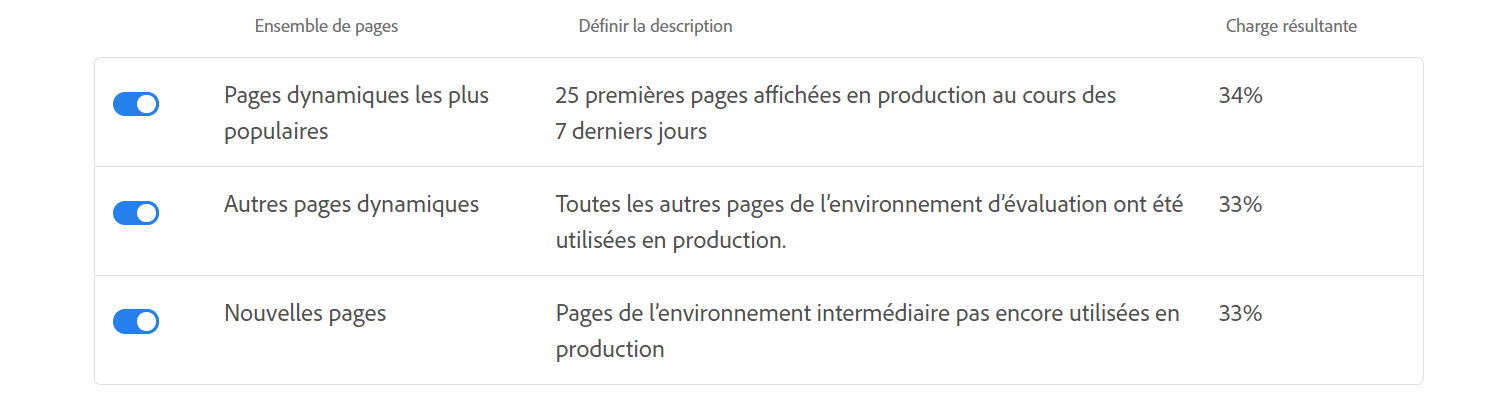 Ensemble de pages Définir la description Charge résultante
Pages dynamiques les plus populaires
25 premières pages affichées en production au cours des
7 derniers jours
34%
Autres pages dynamiques
Toutes les autres pages de l’environnement d’évaluation ont été
utilisées en production.
33%
Nouvelles pages
Pages de l’environnement intermédiaire pas encore utilisées en
production
33%